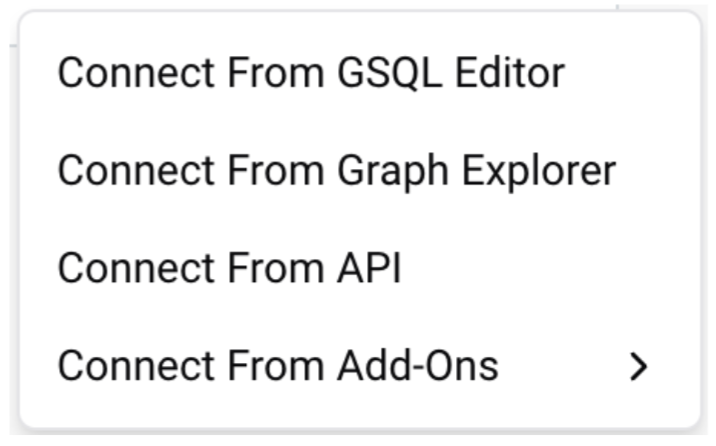 Connect From GSQL Editor
Connect From Graph Explorer
Connect From API
Connect From Add-Ons